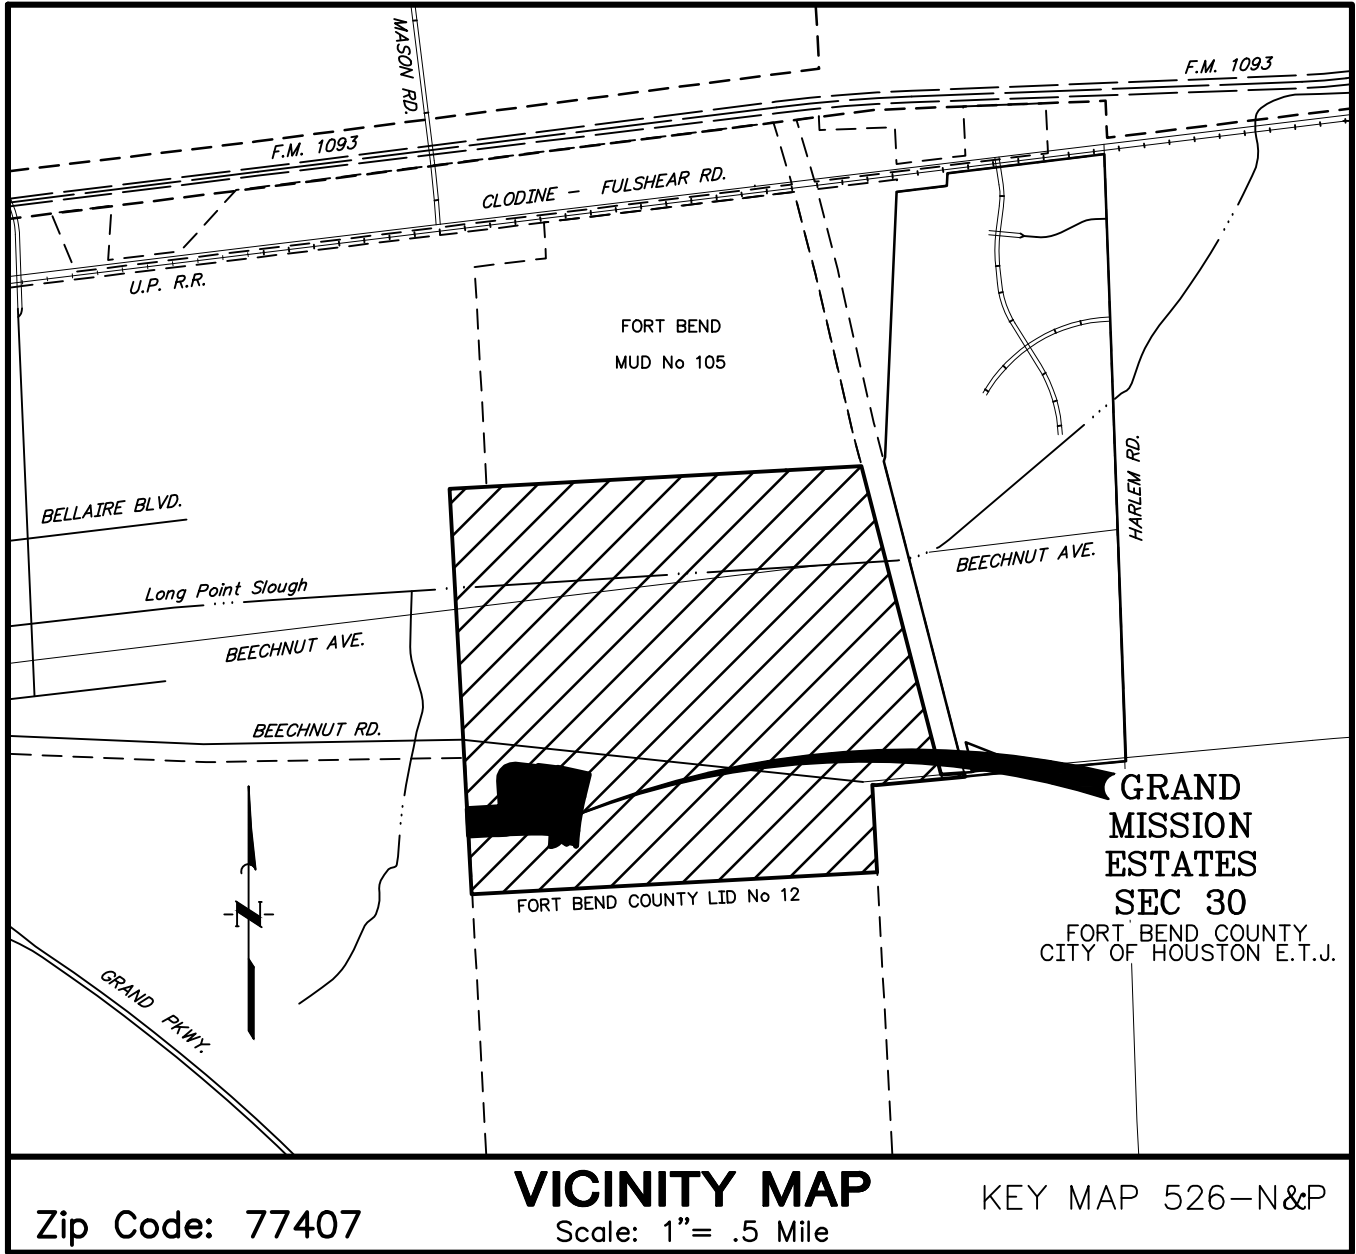 MASON RD.
F.M. 1093
F.M. 1093
CLODINE - FULSHEAR RD.
U.P. R.R.
FORT BEND
MUD No 105
HARLEM RD.
BELLAIRE BLVD.
BEECHNUT AVE.
Long Point Slough
BEECHNUT AVE.
BEECHNUT RD.
N
GRAND
MISSION
ESTATES
SEC 30
FORT BEND COUNTY
CITY OF HOUSTON E.T.J.
FORT BEND COUNTY LID No 12
GRAND PKWY.
VICINITY MAP
Scale: 1"= .5 Mile
Zip Code: 77407
KEY MAP 526-N&P